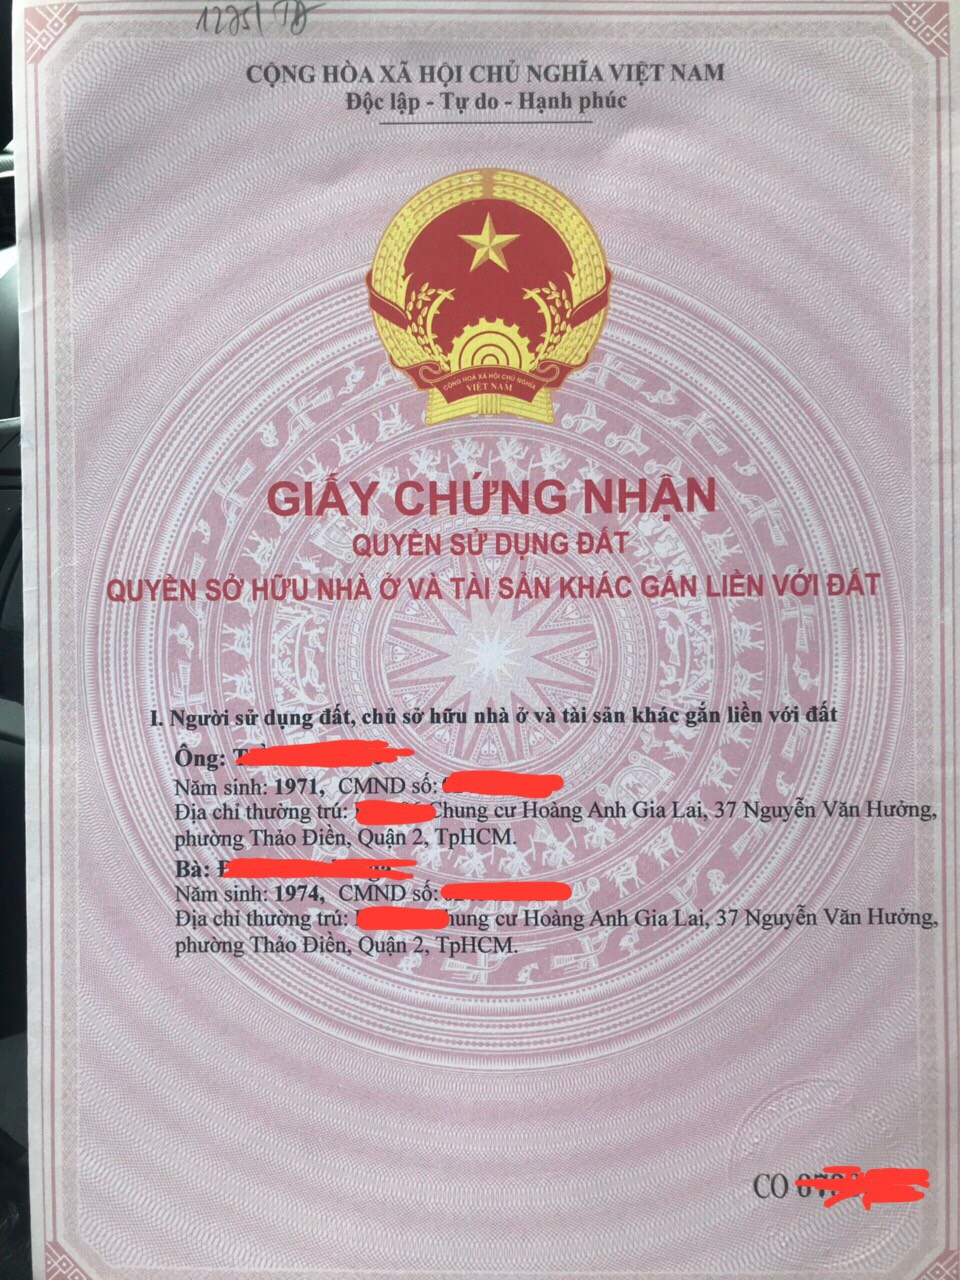 1225/TĐ
CỘNG HÒA XÃ HỘI CHỦ NGHĨA VIỆT NAM
Độc lập - Tự do - Hạnh phúc
CỘNG HÒA XÃ HỘI CHỦ NGHĨA
VIỆT NAM
GIẤY CHỨNG NHẬN
QUYỀN SỬ DỤNG ĐẤT
QUYỀN SỞ HỮU NHÀ Ở VÀ TÀI SẢN KHÁC GẮN LIỀN VỚI ĐẤT
I. Người sử dụng đất, chủ sở hữu nhà ở và tài sản khác gắn liền với đất
Ông:
Năm sinh: 1971, CMND số:
Địa chỉ thường trú: Chung cư Hoàng Anh Gia Lai, 37 Nguyễn Văn Hưởng,
phường Thảo Điền, Quận 2, TpHCM.
Bà:
Năm sinh: 1974, CMND số:
Địa chỉ thường trú: Chung cư Hoàng Anh Gia Lai, 37 Nguyễn Văn Hưởng,
phường Thảo Điền, Quận 2, TpHCM.
CO